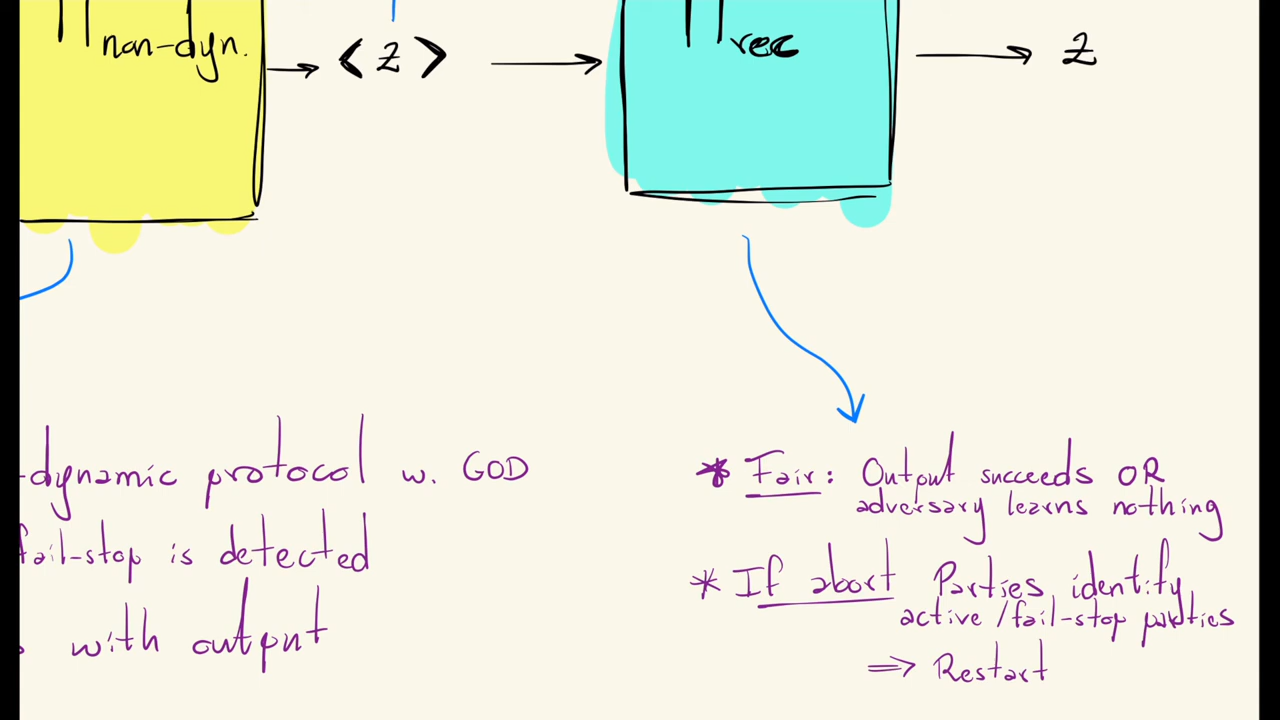 Π non-dyn. → <z> → Π rec → z
-dynamic protocol w. GOD
fail-stop is detected
with output
* Fair: Output succeeds OR
adversary learns nothing
* If abort Parties identify
active/fail-stop parties
⇒ Restart